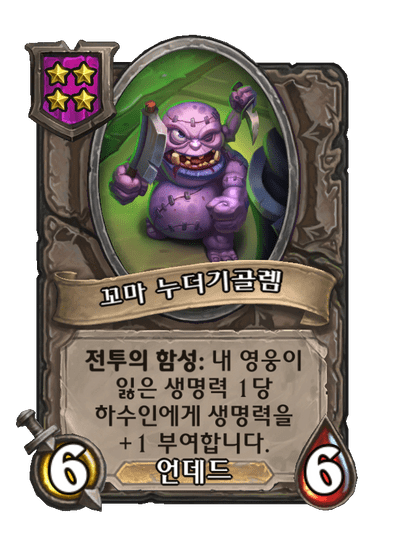 꼬마 누더기골렘
전투의 함성: 내 영웅이
잃은 생명력 1당
하수인에게 생명력을
+1 부여합니다.
6
언데드
6